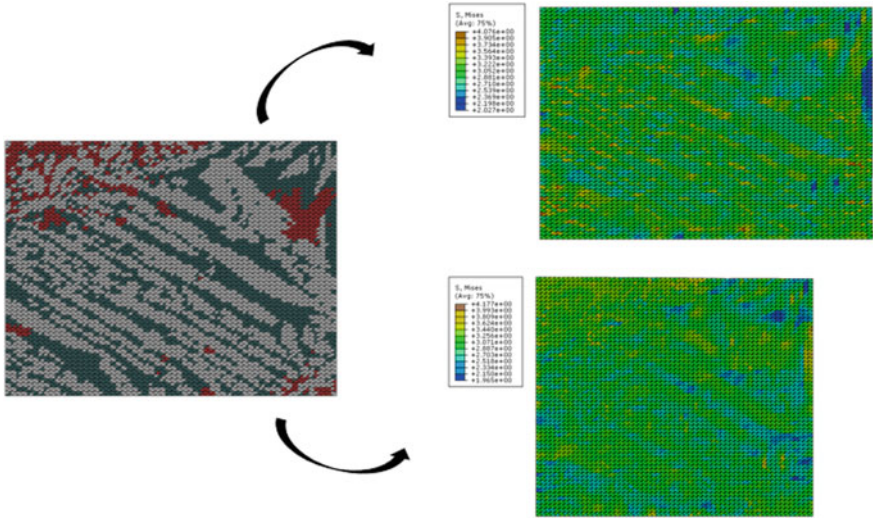 S, Mises
(Avg: 75%)
+4.076e+00
+3.905e+00
+3.734e+00
+3.564e+00
+3.393e+00
+3.222e+00
+3.052e+00
+2.881e+00
+2.710e+00
+2.539e+00
+2.369e+00
+2.198e+00
+2.027e+00
S, Mises
(Avg: 75%)
+4.177e+00
+3.993e+00
+3.809e+00
+3.624e+00
+3.440e+00
+3.256e+00
+3.071e+00
+2.887e+00
+2.703e+00
+2.518e+00
+2.334e+00
+2.150e+00
+1.965e+00